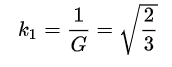 k₁ = 1/G = √(2/3)